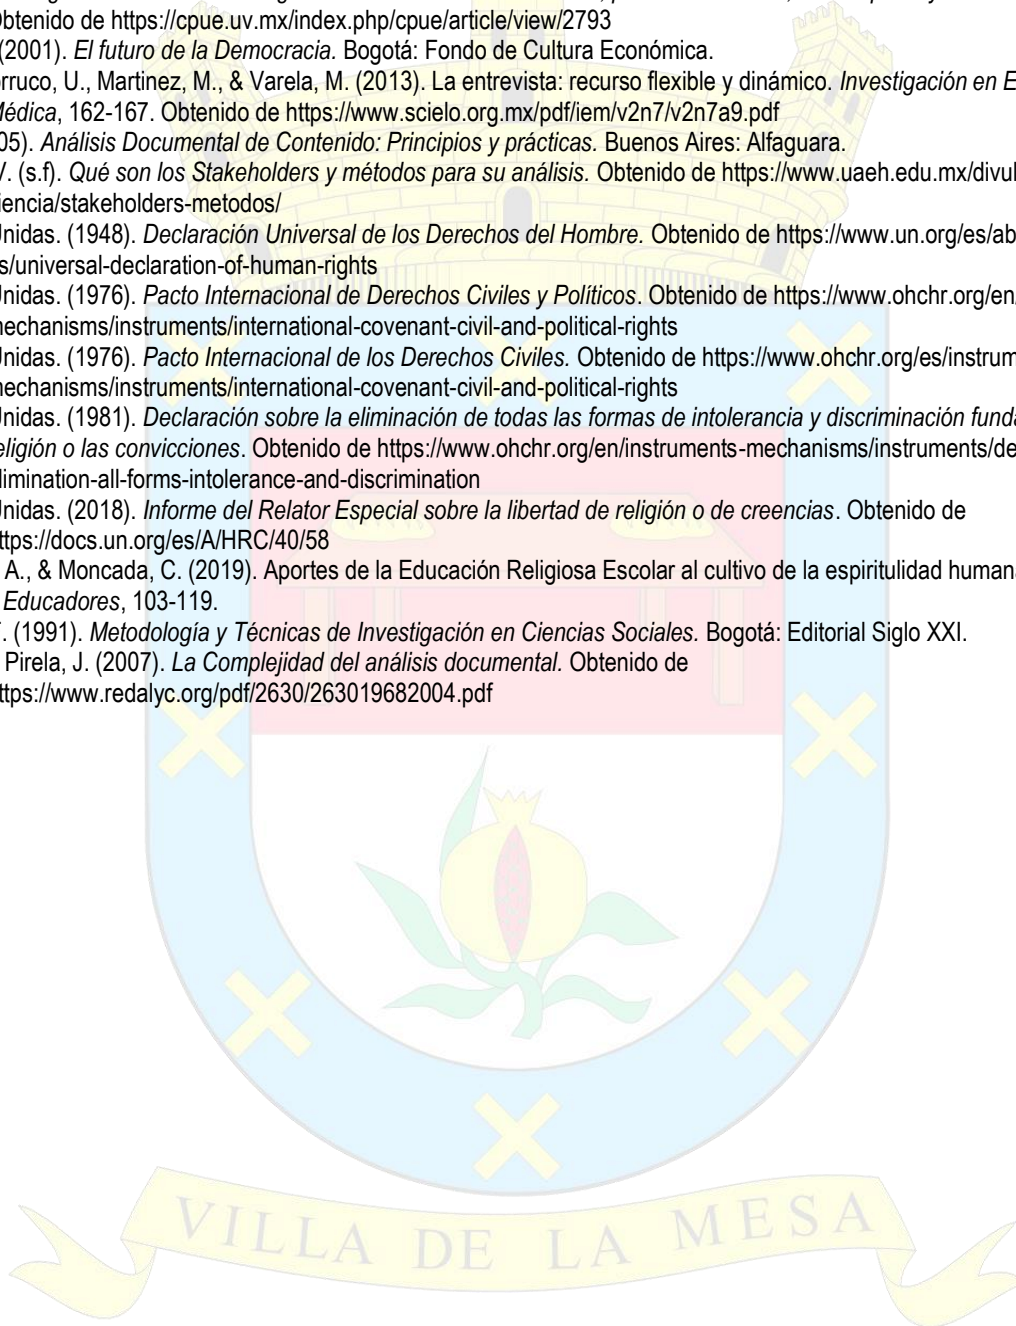 Obtenido de https://cpue.uv.mx/index.php/cpue/article/view/2793
(2001). El futuro de la Democracia. Bogotá: Fondo de Cultura Económica.
rruco, U., Martinez, M., & Varela, M. (2013). La entrevista: recurso flexible y dinámico. Investigación en E
Médica, 162-167. Obtenido de https://www.scielo.org.mx/pdf/iem/v2n7/v2n7a9.pdf
05). Análisis Documental de Contenido: Principios y prácticas. Buenos Aires: Alfaguara.
V. (s.f). Qué son los Stakeholders y métodos para su análisis. Obtenido de https://www.uaeh.edu.mx/divul
iencia/stakeholders-metodos/
Unidas. (1948). Declaración Universal de los Derechos del Hombre. Obtenido de https://www.un.org/es/ab
s/universal-declaration-of-human-rights
Unidas. (1976). Pacto Internacional de Derechos Civiles y Políticos. Obtenido de https://www.ohchr.org/en/
mechanisms/instruments/international-covenant-civil-and-political-rights
Unidas. (1976). Pacto Internacional de los Derechos Civiles. Obtenido de https://www.ohchr.org/es/instrum
mechanisms/instruments/international-covenant-civil-and-political-rights
Unidas. (1981). Declaración sobre la eliminación de todas las formas de intolerancia y discriminación funda
religión o las convicciones. Obtenido de https://www.ohchr.org/en/instruments-mechanisms/instruments/de
elimination-all-forms-intolerance-and-discrimination
Unidas. (2018). Informe del Relator Especial sobre la libertad de religión o de creencias. Obtenido de
https://docs.un.org/es/A/HRC/40/58
A., & Moncada, C. (2019). Aportes de la Educación Religiosa Escolar al cultivo de la espiritulidad humana
Educadores, 103-119.
. (1991). Metodología y Técnicas de Investigación en Ciencias Sociales. Bogotá: Editorial Siglo XXI.
Pirela, J. (2007). La Complejidad del análisis documental. Obtenido de
https://www.redalyc.org/pdf/2630/263019682004.pdf
VILLA DE LA MESA